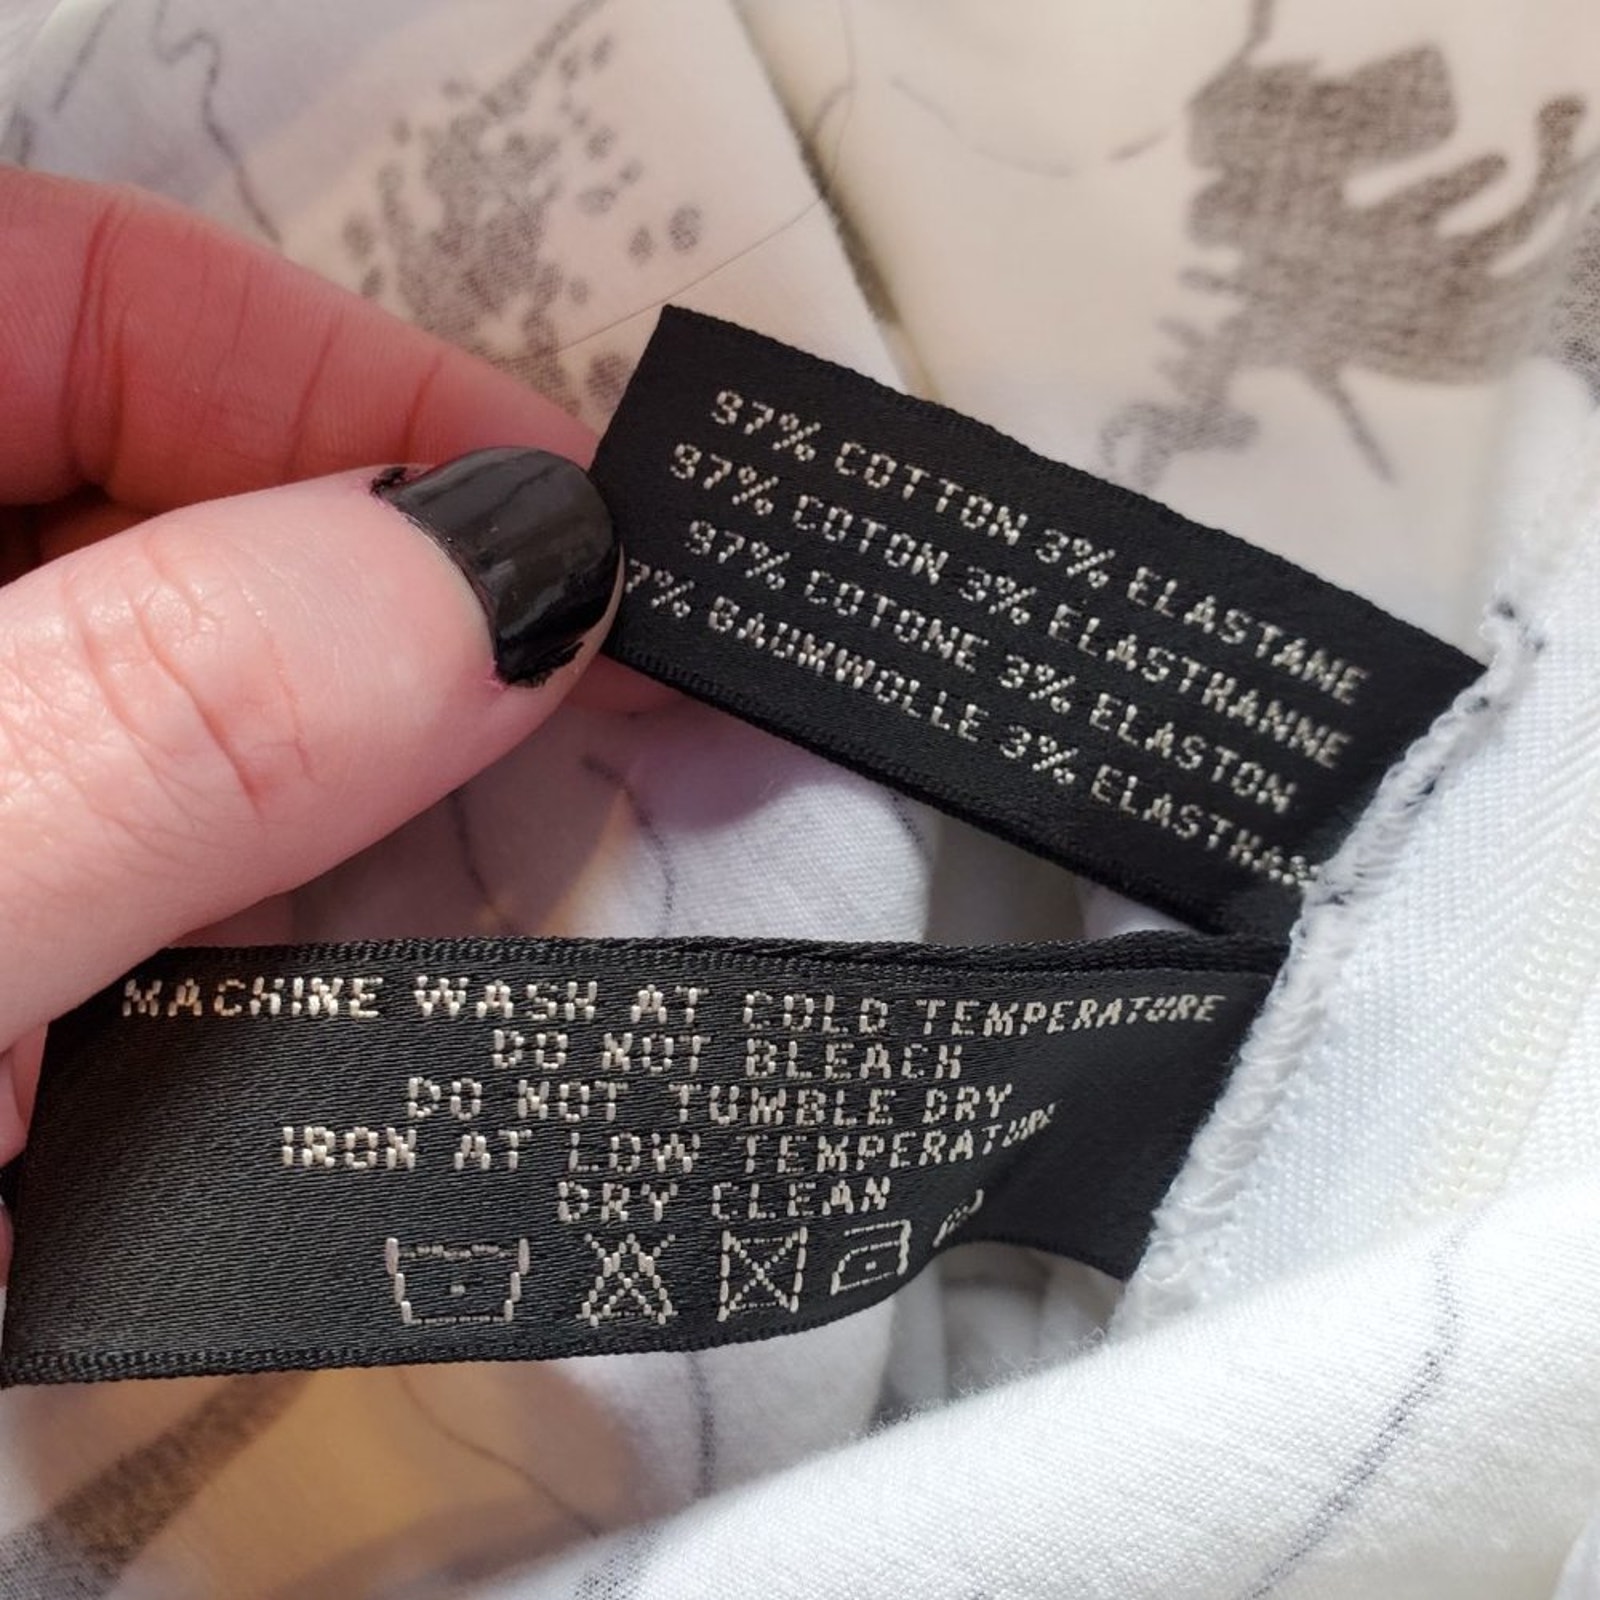 97% COTTON 3% ELASTANE
97% COTON 3% ELASTHANNE
97% COTONE 3% ELASTON
7% BAUMWOLLE 3% ELASTHAS
MACHINE WASH AT COLD TEMPERATURE
DO NOT BLEACH
DO NOT TUMBLE DRY
IRON AT LOW TEMPERATURE
DRY CLEAN